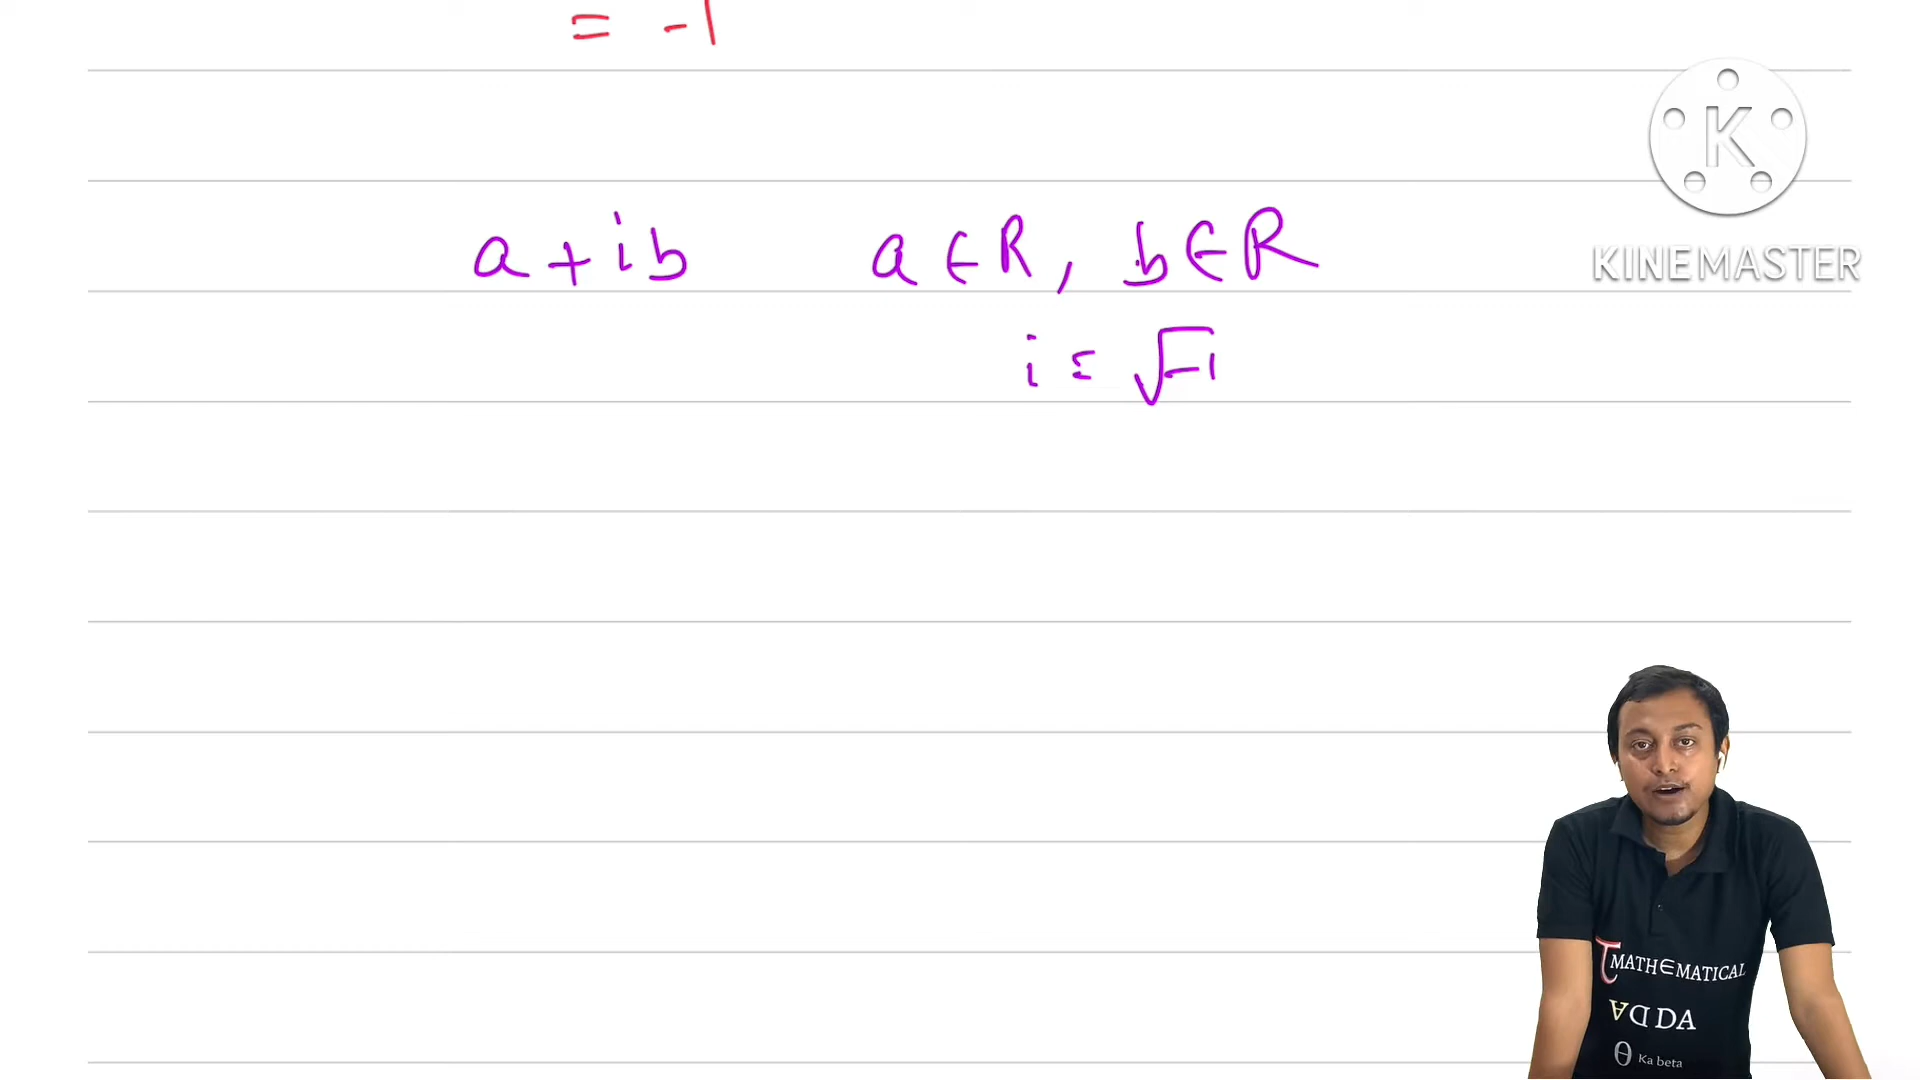 = -1
a + ib a ∈ R, b ∈ R
i = √-1
K
KINEMASTER
MATHEMATICAL
ADDA
θ Ka beta